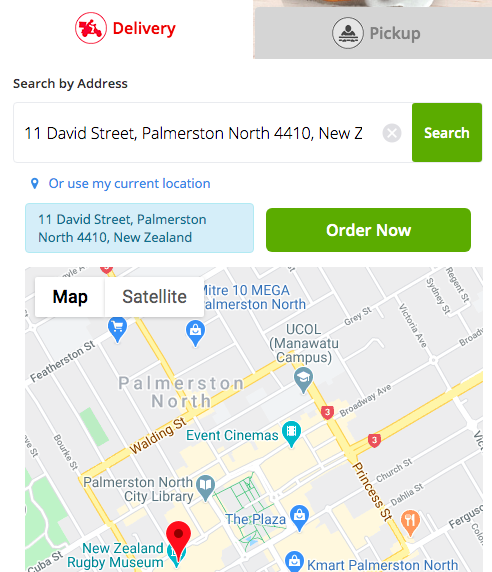 Delivery
Pickup
Search by Address
11 David Street, Palmerston North 4410, New Z
Search
Or use my current location
11 David Street, Palmerston
North 4410, New Zealand
Order Now
Map
Satellite
Mitre 10 MEGA
Palmerston North
Featherston St
UCOL
(Manawatu
Campus)
Grey St
Victoria Ave
Sydney St
Regent St
Palmerston
North
Broadway Ave
3
3
Walding St
Event Cinemas
Bourke St
Princess St
Church St
Palmerston North
City Library
Dahlia St
The Plaza
Ferguso
Cuba St
New Zealand
Rugby Museum
Kmart Palmerston North